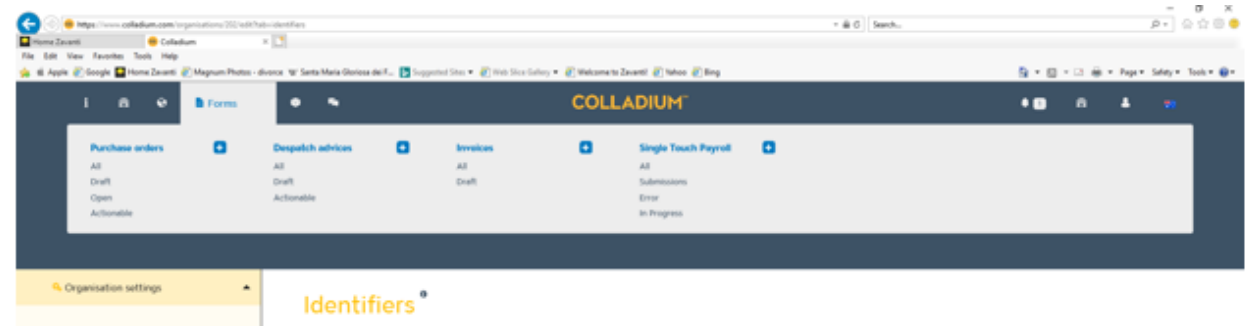 https://www.colladium.com/organisations/202/edit?tab=identifiers
Search...
Home Zavanti
Colladium
File Edit View Favorites Tools Help
Apple Google Home Zavanti Magnum Photos - divorce Santa Maria Gloriosa dei F... Suggested Sites Web Slice Gallery Welcome to Zavanti! Yahoo Bing
Page Safety Tools
Forms
COLLADIUM
Purchase orders
Despatch advices
Invoices
Single Touch Payroll
All
All
All
All
Draft
Draft
Draft
Submissions
Open
Actionable
Error
Actionable
In Progress
Organisation settings
Identifiers